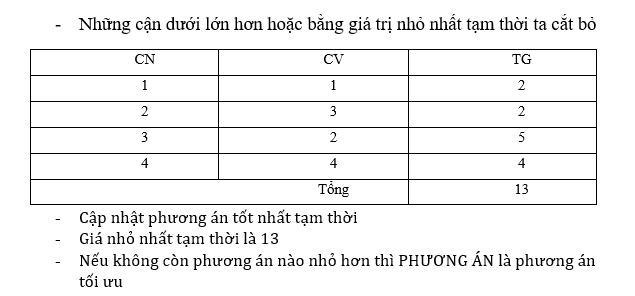 - Những cận dưới lớn hơn hoặc bằng giá trị nhỏ nhất tạm thời ta cắt bỏ
CN CV TG
1 1 2
2 3 2
3 2 5
4 4 4
Tổng 13
- Cập nhật phương án tốt nhất tạm thời
- Giá nhỏ nhất tạm thời là 13
- Nếu không còn phương án nào nhỏ hơn thì PHƯƠNG ÁN là phương án
tối ưu